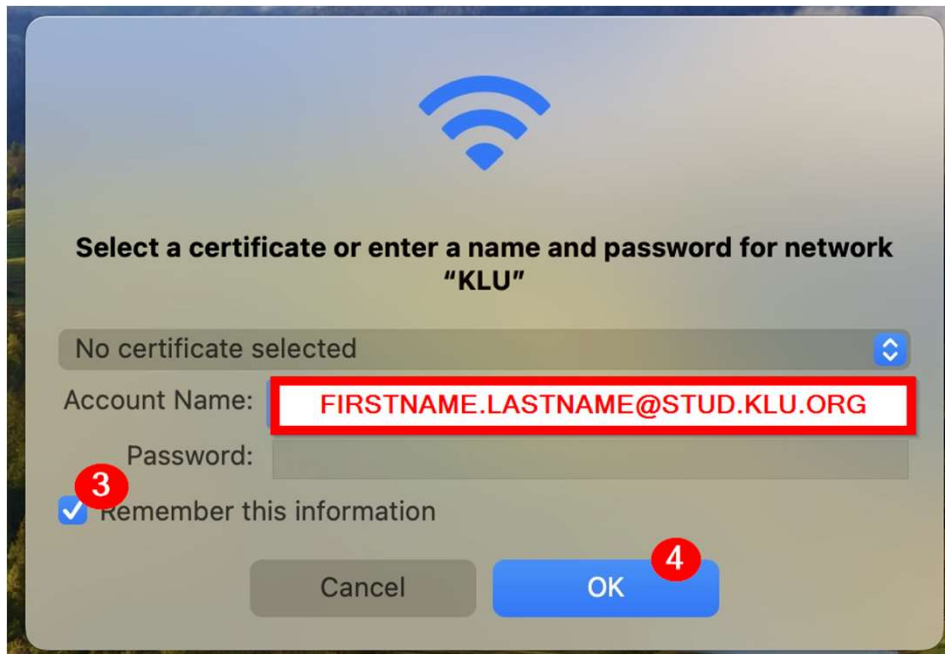 Select a certificate or enter a name and password for network
“KLU”
No certificate selected
Account Name: FIRSTNAME.LASTNAME@STUD.KLU.ORG
Password:
3
Remember this information
4
Cancel OK